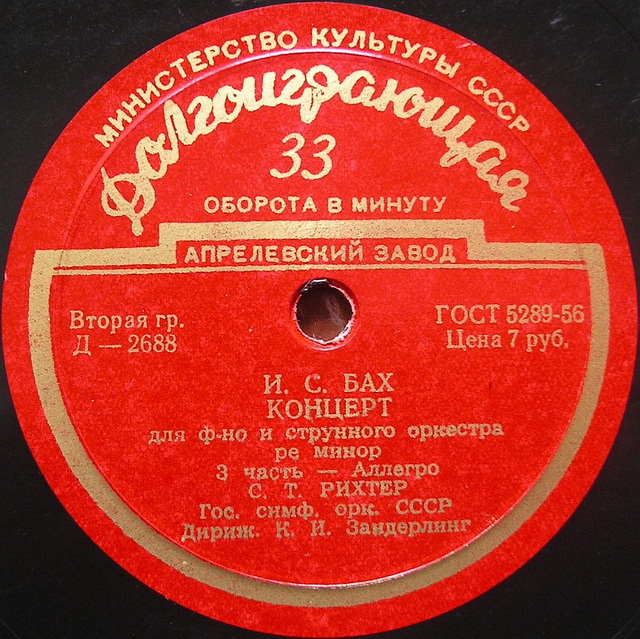 МИНИСТЕРСТВО КУЛЬТУРЫ СССР
Долгоиграющая
33
ОБОРОТА В МИНУТУ
АПРЕЛЕВСКИЙ ЗАВОД
Вторая гр.
Д — 2688
ГОСТ 5289-56
Цена 7 руб.
И. С. БАХ
КОНЦЕРТ
для ф-но и струнного оркестра
ре минор
3 часть — Аллегро
С. Т. РИХТЕР
Гос. симф. орк. СССР
Дириж. К. И. Зандерлинг